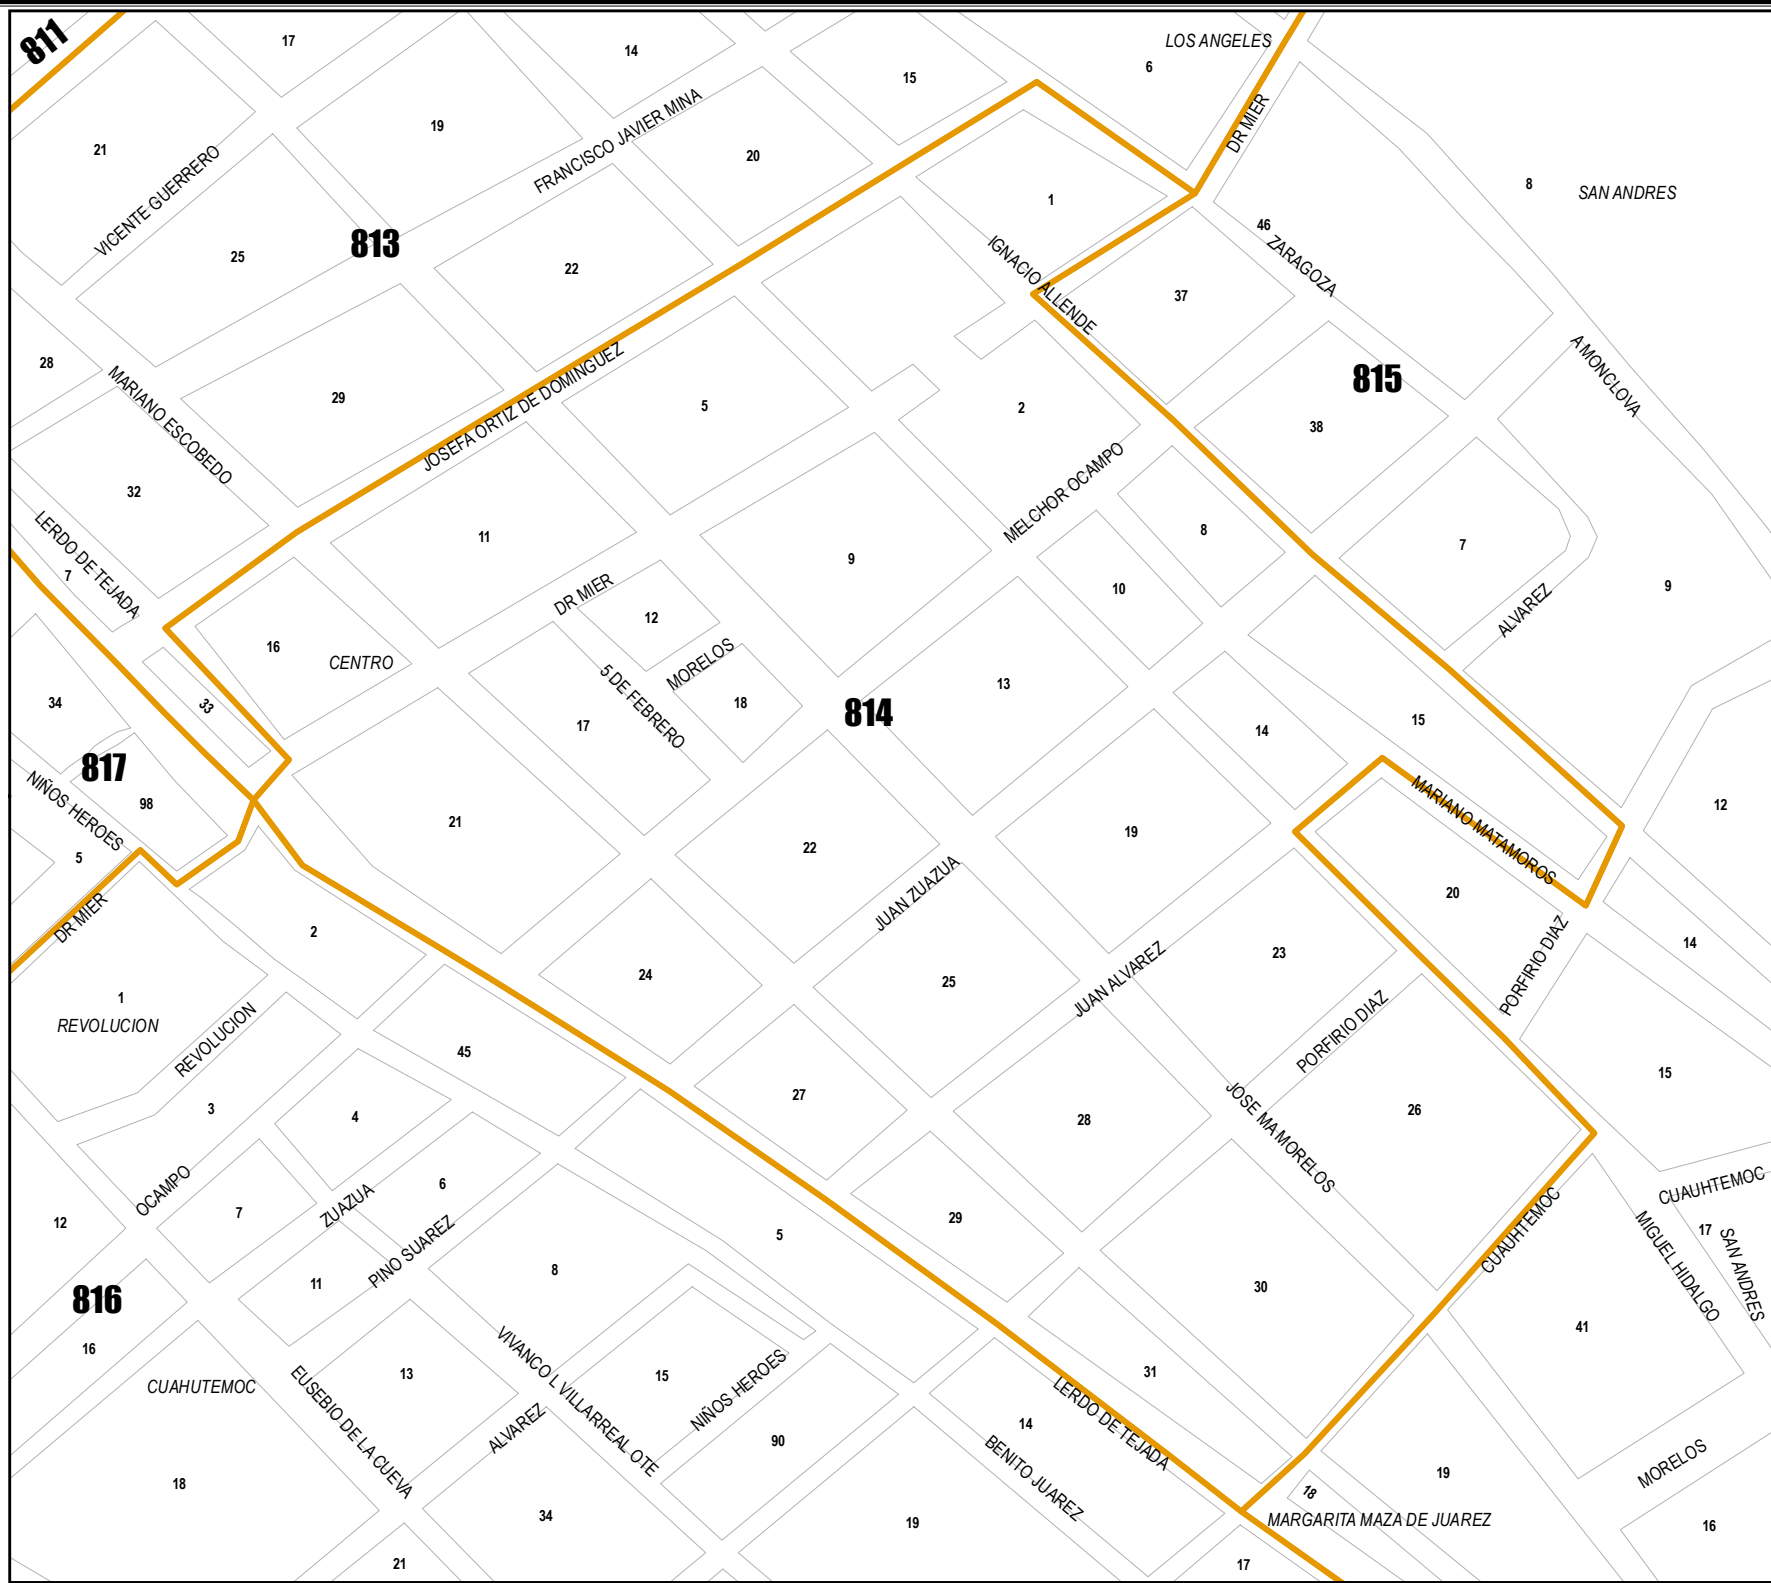 811
17
14
LOS ANGELES
6
15
DR MIER
21
19
FRANCISCO JAVIER MINA
20
8
SAN ANDRES
VICENTE GUERRERO
1
46
25
813
22
IGNACIO ALLENDE
ZARAGOZA
37
28
MARIANO ESCOBEDO
29
JOSEFA ORTIZ DE DOMINGUEZ
5
2
815
A MONCLOVA
38
32
LERDO DE TEJADA
7
11
9
MELCHOR OCAMPO
8
7
10
9
ALVAREZ
DR MIER
12
16
CENTRO
MORELOS
5 DE FEBRERO
18
17
814
13
14
15
34
33
817
98
NIÑOS HEROES
5
21
22
19
MARIANO MATAMOROS
12
20
DR MIER
2
JUAN ZUAZUA
24
25
JUAN ALVAREZ
23
PORFIRIO DIAZ
14
1
REVOLUCION
REVOLUCION
45
27
28
PORFIRIO DIAZ
JOSE MA MORELOS
26
15
3
4
OCAMPO
7
ZUAZUA
6
12
PINO SUAREZ
5
29
CUAUHTEMOC
CUAUHTEMOC
MIGUEL HIDALGO
17
SAN ANDRES
816
11
8
30
41
16
CUAHUTEMOC
EUSEBIO DE LA CUEVA
13
VIVANCO L VILLARREAL OTE
15
NIÑOS HEROES
31
LERDO DE TEJADA
14
BENITO JUAREZ
ALVAREZ
90
18
34
19
18
MARGARITA MAZA DE JUAREZ
19
MORELOS
16
21
17